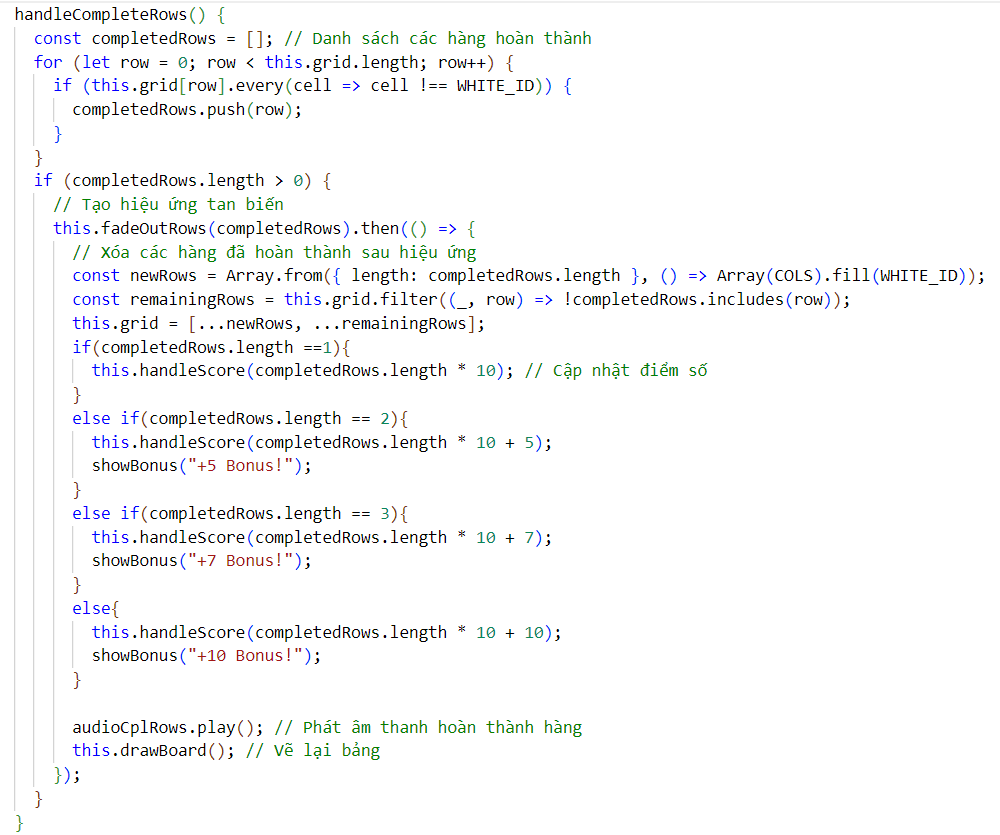 handleCompleteRows() {
const completedRows = []; // Danh sách các hàng hoàn thành
for (let row = 0; row < this.grid.length; row++) {
if (this.grid[row].every(cell => cell !== WHITE_ID)) {
completedRows.push(row);
}
}
if (completedRows.length > 0) {
// Tạo hiệu ứng tan biến
this.fadeOutRows(completedRows).then(() => {
// Xóa các hàng đã hoàn thành sau hiệu ứng
const newRows = Array.from({ length: completedRows.length }, () => Array(COLS).fill(WHITE_ID));
const remainingRows = this.grid.filter((_, row) => !completedRows.includes(row));
this.grid = [...newRows, ...remainingRows];
if(completedRows.length ==1){
this.handleScore(completedRows.length * 10); // Cập nhật điểm số
}
else if(completedRows.length == 2){
this.handleScore(completedRows.length * 10 + 5);
showBonus("+5 Bonus!");
}
else if(completedRows.length == 3){
this.handleScore(completedRows.length * 10 + 7);
showBonus("+7 Bonus!");
}
else{
this.handleScore(completedRows.length * 10 + 10);
showBonus("+10 Bonus!");
}
audioCplRows.play(); // Phát âm thanh hoàn thành hàng
this.drawBoard(); // Vẽ lại bảng
});
}
}